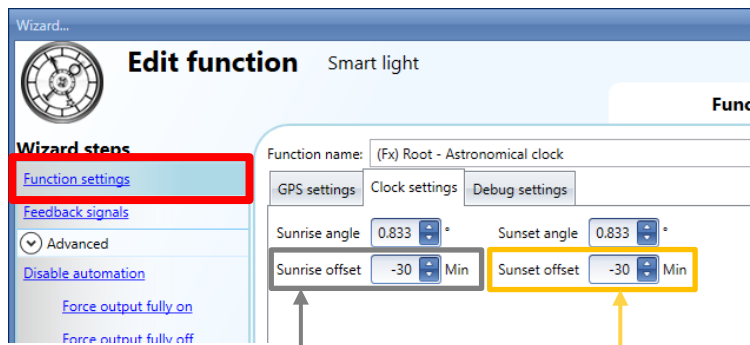 Wizard...
Edit function Smart light
Wizard steps
Function settings
Feedback signals
Advanced
Disable automation
Force output fully on
Force output fully off
Function name: (Fx) Root - Astronomical clock
GPS settings Clock settings Debug settings
Sunrise angle 0.833 ° Sunset angle 0.833 °
Sunrise offset -30 Min Sunset offset -30 Min